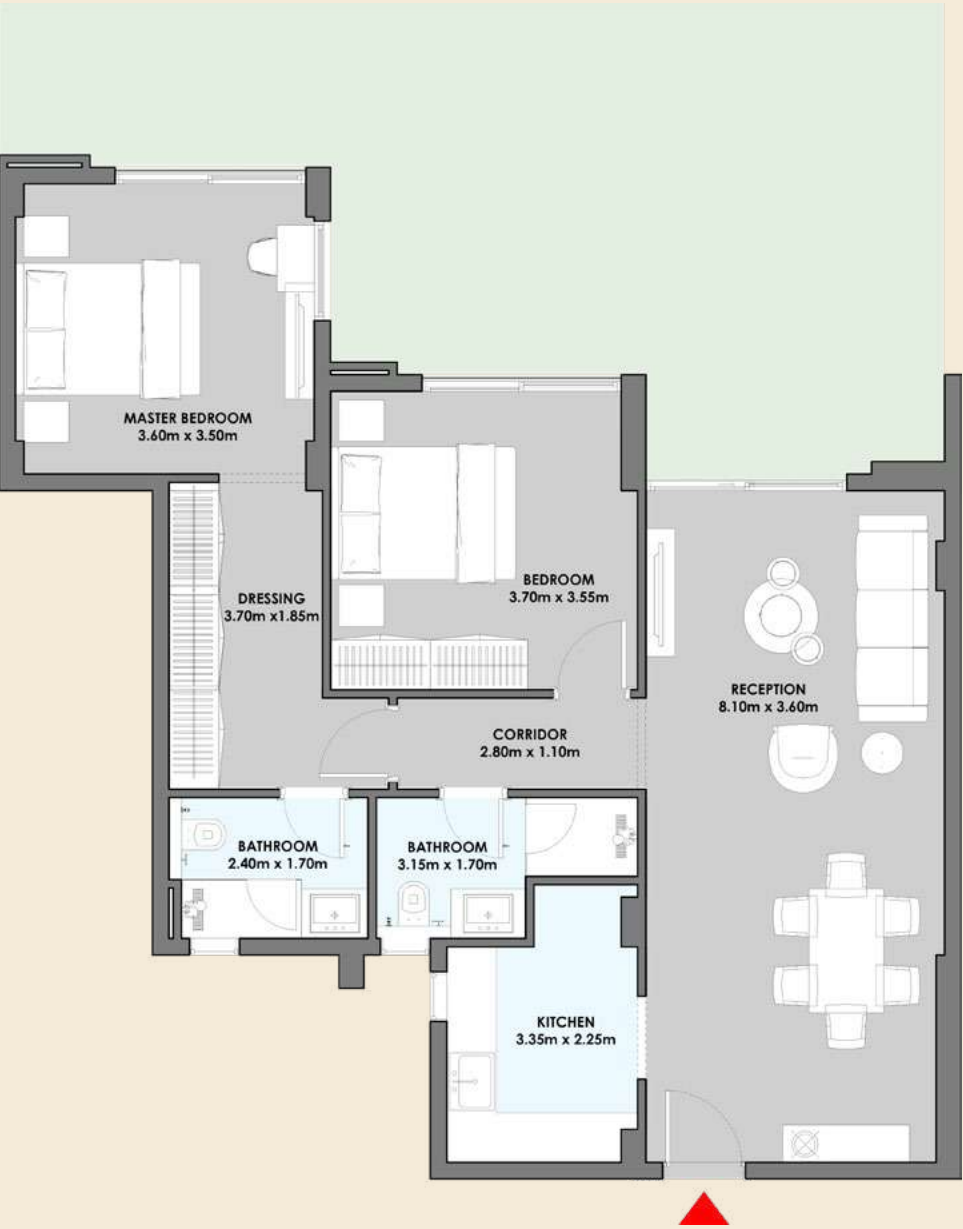 MASTER BEDROOM
3.60m x 3.50m
BEDROOM
3.70m x 3.55m
DRESSING
3.70m x1.85m
RECEPTION
8.10m x 3.60m
CORRIDOR
2.80m x 1.10m
BATHROOM
2.40m x 1.70m
BATHROOM
3.15m x 1.70m
KITCHEN
3.35m x 2.25m